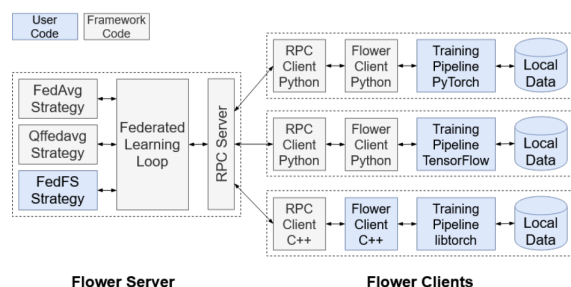 User
Code
Framework
Code
FedAvg
Strategy
Qffedavg
Strategy
FedFS
Strategy
Federated
Learning
Loop
RPC Server
RPC
Client
Python
Flower
Client
Python
Training
Pipeline
PyTorch
Local
Data
RPC
Client
Python
Flower
Client
Python
Training
Pipeline
TensorFlow
Local
Data
RPC
Client
C++
Flower
Client
C++
Training
Pipeline
libtorch
Local
Data
Flower Server
Flower Clients